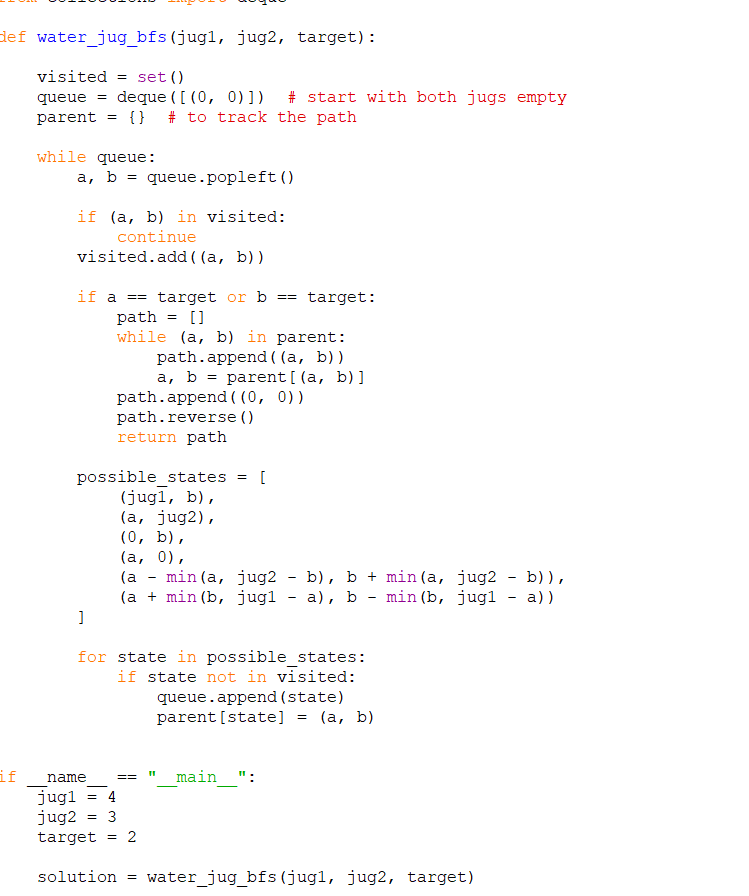 from collections import deque
def water_jug_bfs(jug1, jug2, target):
    visited = set()
    queue = deque([(0, 0)])  # start with both jugs empty
    parent = {}  # to track the path
    while queue:
        a, b = queue.popleft()
        if (a, b) in visited:
            continue
        visited.add((a, b))
        if a == target or b == target:
            path = []
            while (a, b) in parent:
                path.append((a, b))
                a, b = parent[(a, b)]
            path.append((0, 0))
            path.reverse()
            return path
        possible_states = [
            (jug1, b),
            (a, jug2),
            (0, b),
            (a, 0),
            (a - min(a, jug2 - b), b + min(a, jug2 - b)),
            (a + min(b, jug1 - a), b - min(b, jug1 - a))
        ]
        for state in possible_states:
            if state not in visited:
                queue.append(state)
                parent[state] = (a, b)
if __name__ == "__main__":
    jug1 = 4
    jug2 = 3
    target = 2
    solution = water_jug_bfs(jug1, jug2, target)